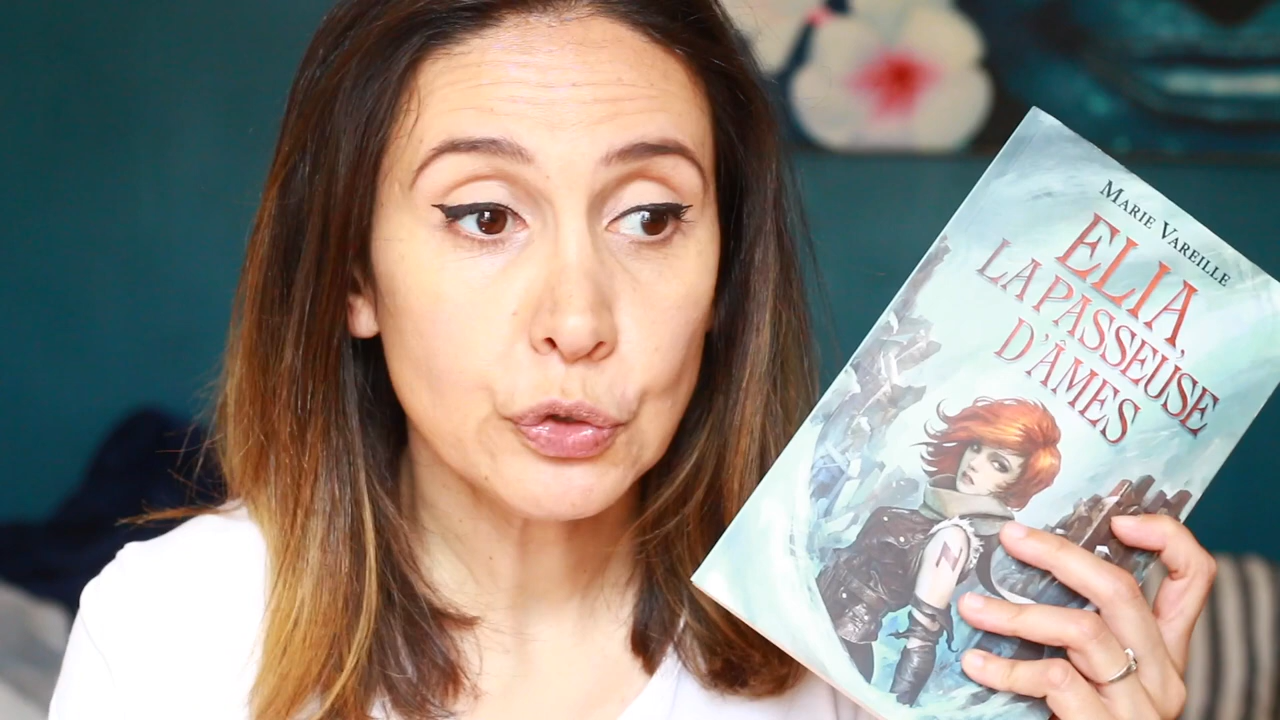 MARIE VAREILLE
ELIA,
LA PASSEUSE
D'ÂMES
N